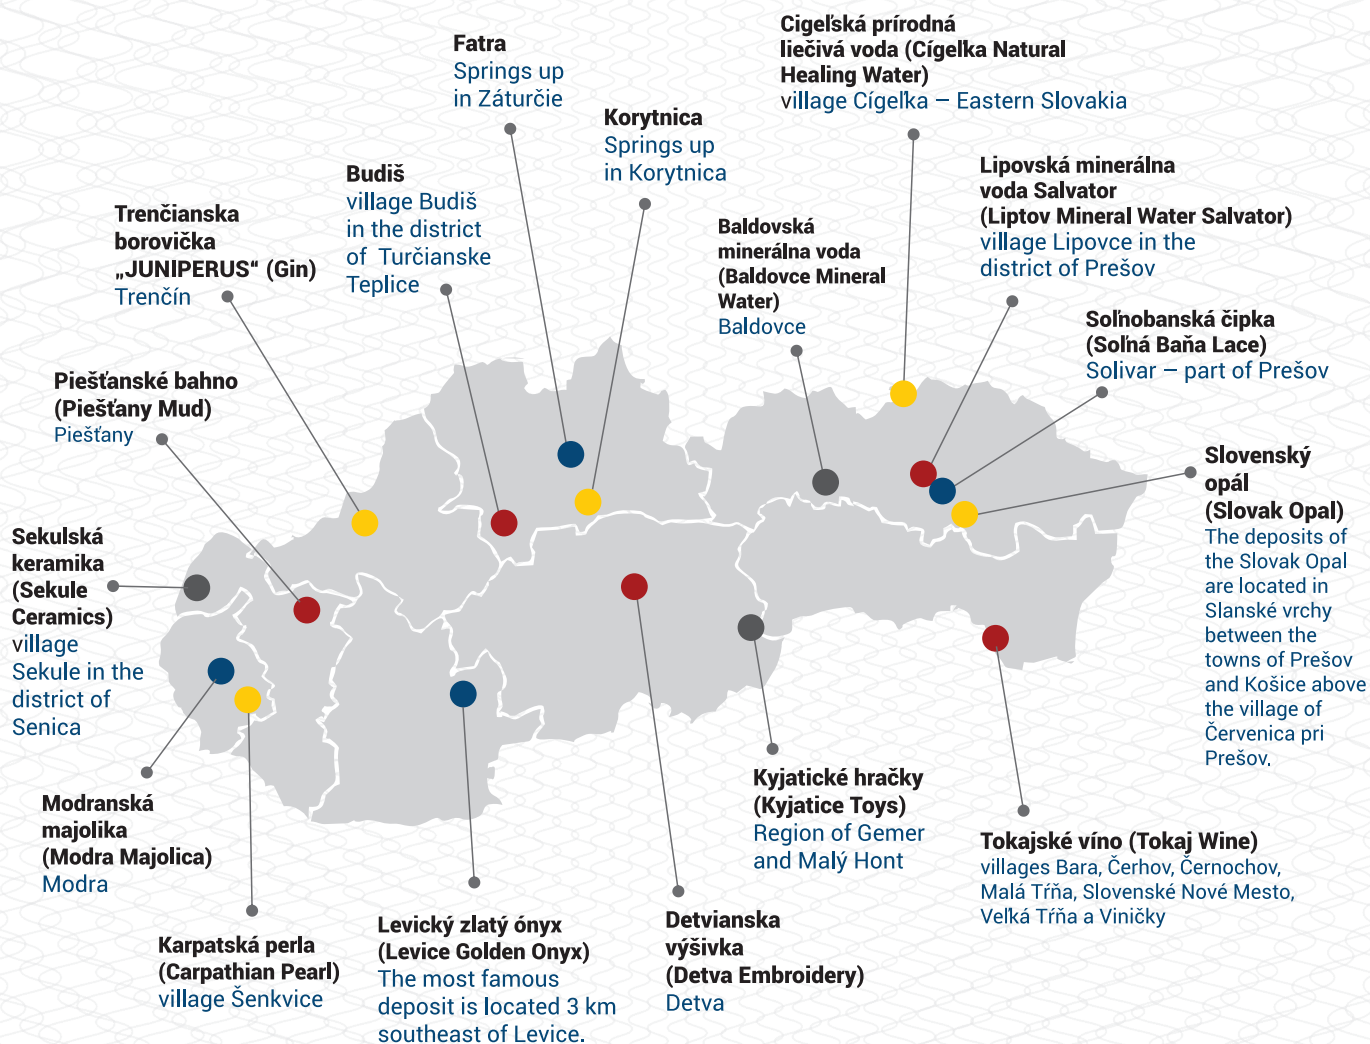 Cigeľská prírodná
liečivá voda (Cígeľka Natural
Healing Water)
village Cígeľka – Eastern Slovakia
Fatra
Springs up
in Záturčie
Korytnica
Springs up
in Korytnica
Budiš
village Budiš
in the district
of Turčianske
Teplice
Trenčianska
borovička
„JUNIPERUS“ (Gin)
Trenčín
Lipovská minerálna
voda Salvator
(Liptov Mineral Water Salvator)
village Lipovce in the
district of Prešov
Baldovská
minerálna voda
(Baldovce Mineral
Water)
Baldovce
Soľnobanská čipka
(Soľná Baňa Lace)
Solivar – part of Prešov
Piešťanské bahno
(Piešťany Mud)
Piešťany
Slovenský
opál
(Slovak Opal)
The deposits of
the Slovak Opal
are located in
Slanské vrchy
between the
towns of Prešov
and Košice above
the village of
Červenica pri
Prešov.
Sekulská
keramika
(Sekule
Ceramics)
village
Sekule in the
district of
Senica
Modranská
majolika
(Modra Majolica)
Modra
Kyjatické hračky
(Kyjatice Toys)
Region of Gemer
and Malý Hont
Tokajské víno (Tokaj Wine)
villages Bara, Čerhov, Černochov,
Malá Tŕňa, Slovenské Nové Mesto,
Veľká Tŕňa a Viničky
Karpatská perla
(Carpathian Pearl)
village Šenkvice
Levický zlatý ónyx
(Levice Golden Onyx)
The most famous
deposit is located 3 km
southeast of Levice.
Detvianska
výšivka
(Detva Embroidery)
Detva